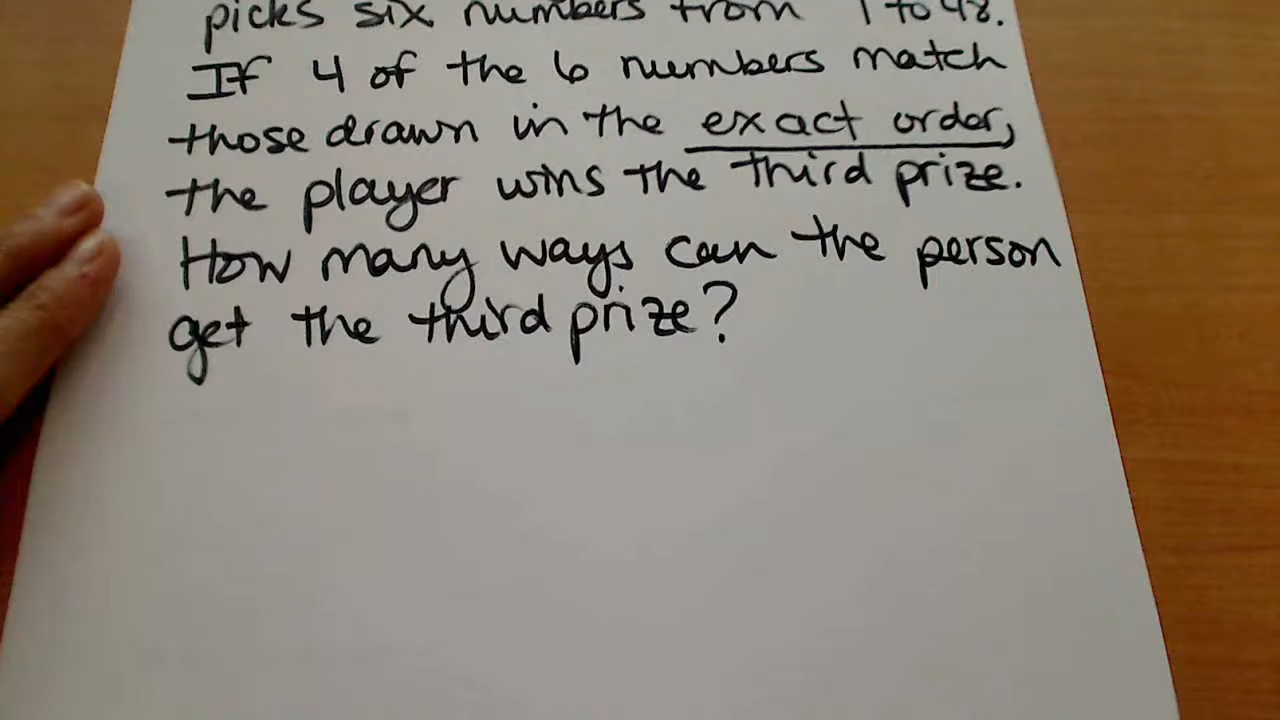 picks six numbers from 1 to 48.
If 4 of the 6 numbers match
those drawn in the exact order,
the player wins the third prize.
How many ways can the person
get the third prize?